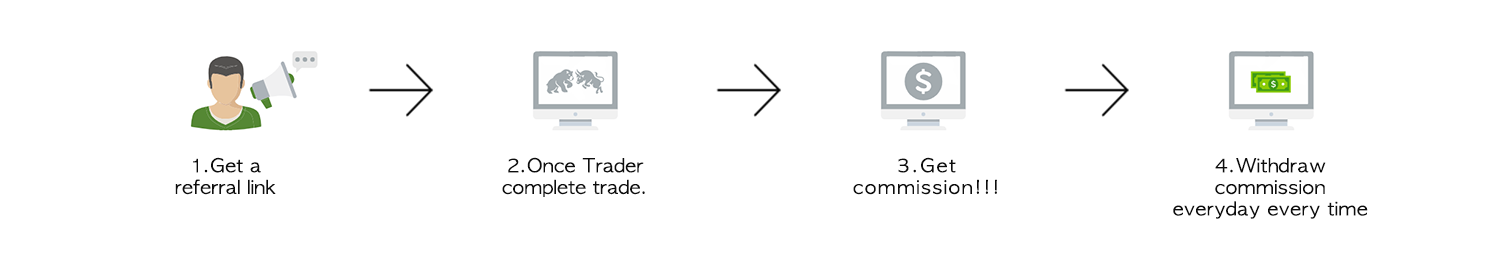 1.Get a
referral link
2.Once Trader
complete trade.
3.Get
commission!!!
4.Withdraw
commission
everyday every time